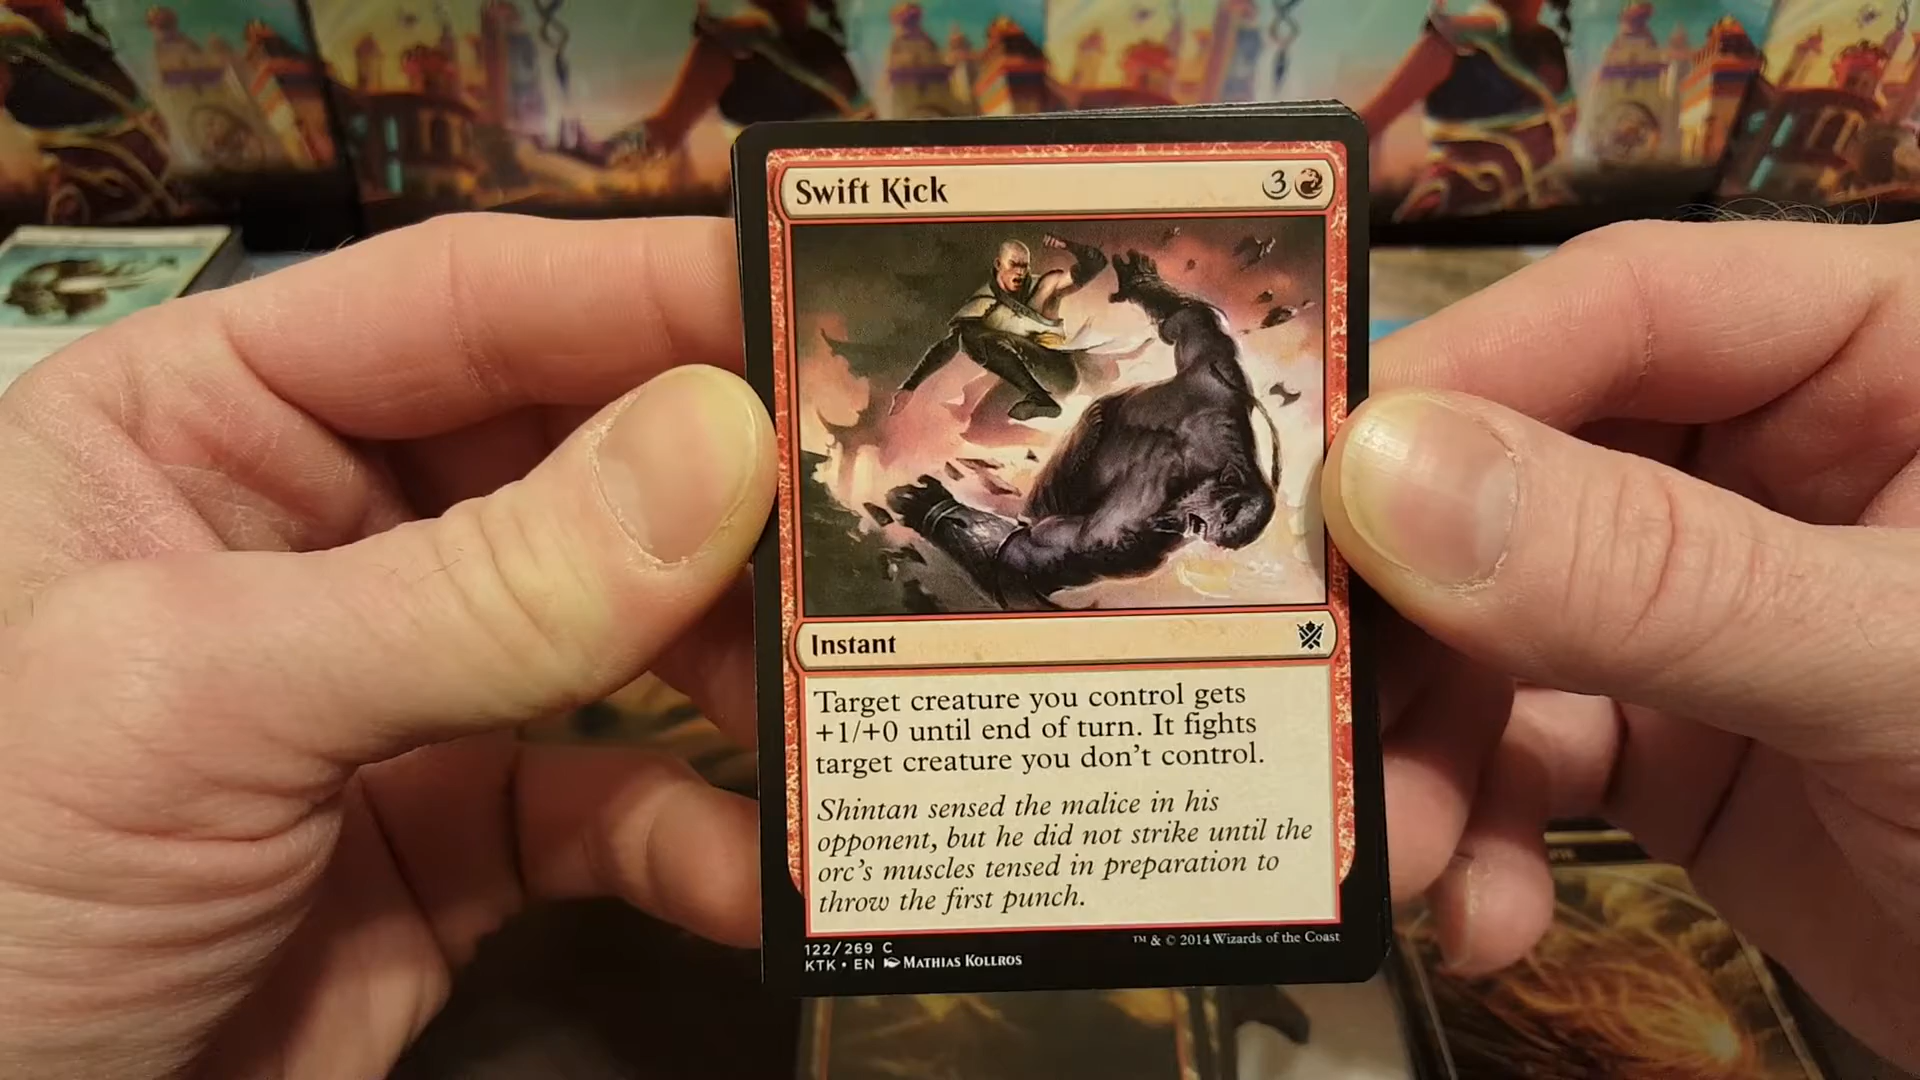 Swift Kick
3
Instant
Target creature you control gets
+1/+0 until end of turn. It fights
target creature you don't control.
Shintan sensed the malice in his
opponent, but he did not strike until the
orc's muscles tensed in preparation to
throw the first punch.
122/269 C
KTK • EN Mathias Kollros
™ & © 2014 Wizards of the Coast